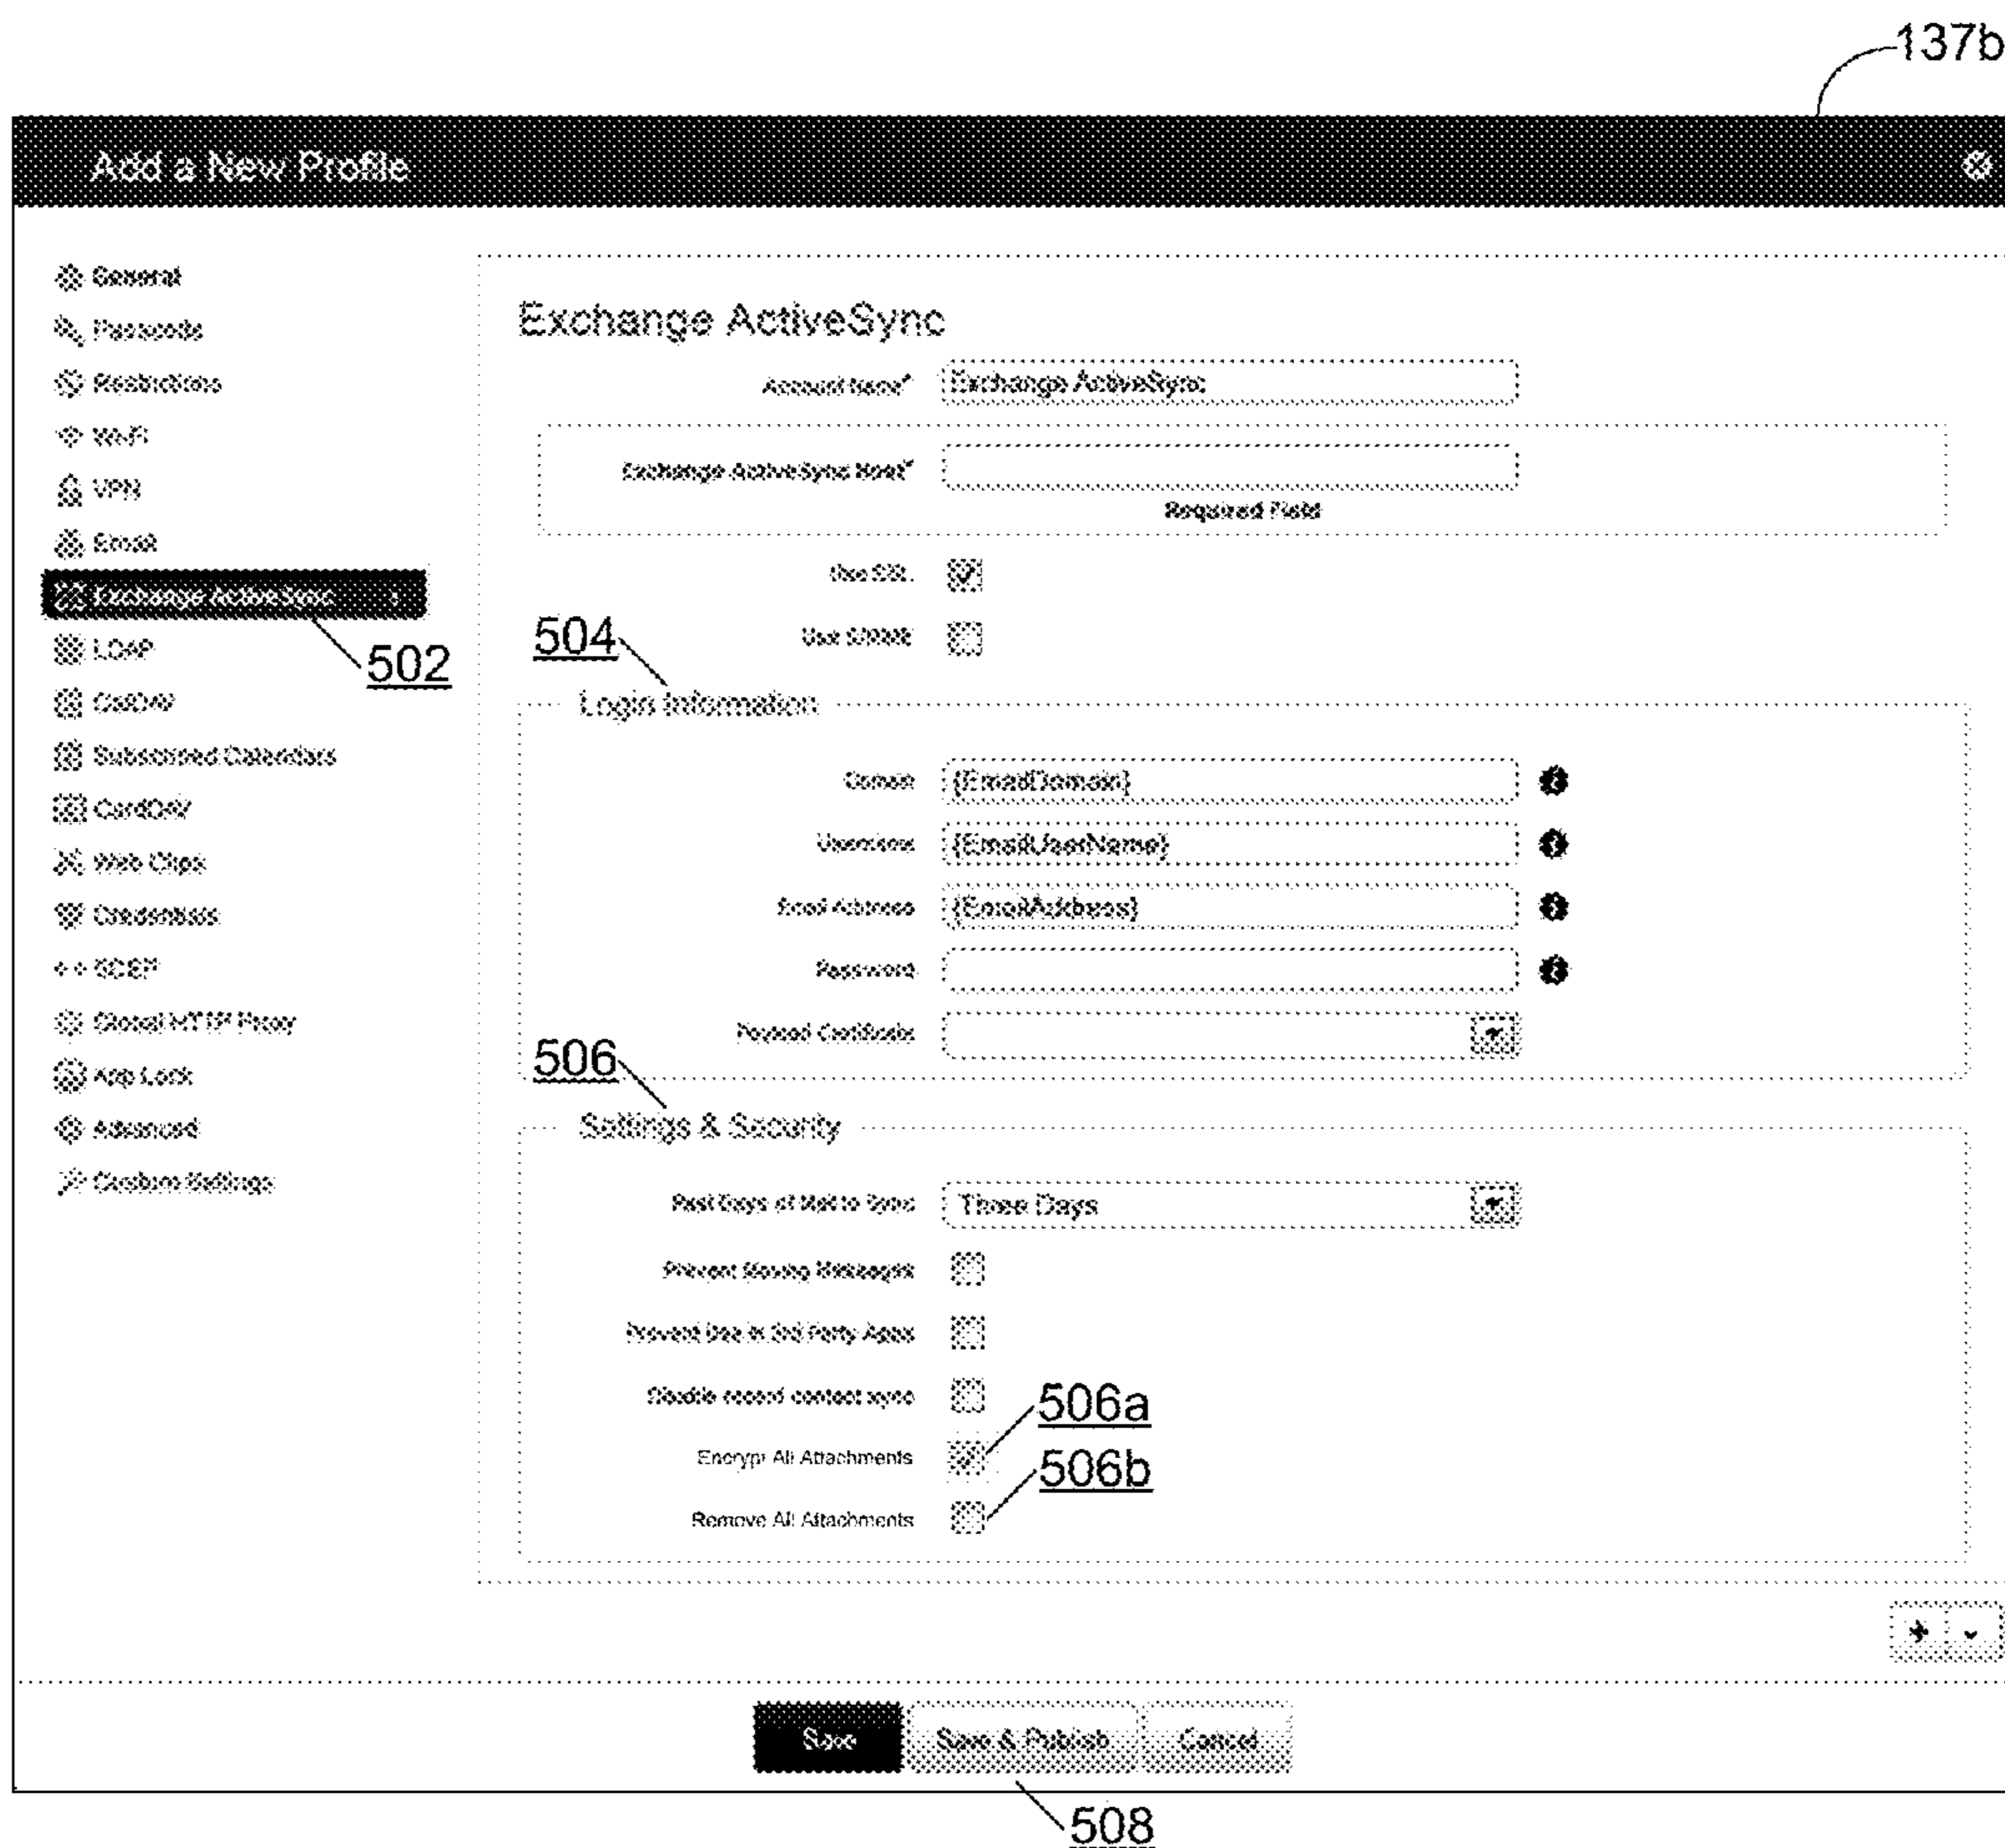 137b
Add a New Profile
General
Passcode
Restrictions
Wi-Fi
VPN
Email
Exchange ActiveSync
502
LDAP
CalDAV
Subscribed Calendars
CardDAV
Web Clips
Credentials
SCEP
Global HTTP Proxy
App Lock
Advanced
Custom Settings
Exchange ActiveSync
Account Name* Exchange ActiveSync
Exchange ActiveSync Host*
Required Field
Use SSL
Use S/MIME
504
Login Information
Domain {EmailDomain}
Username {EmailUserName}
Email Address {EmailAddress}
Password
Payload Certificate
506
Settings & Security
Past Days of Mail to Sync Three Days
Prevent Moving Messages
Prevent Use in 3rd Party Apps
recent contact sync
Encrypt All Attachments 506a
Remove All Attachments 506b
Save Save & Publish Cancel
508